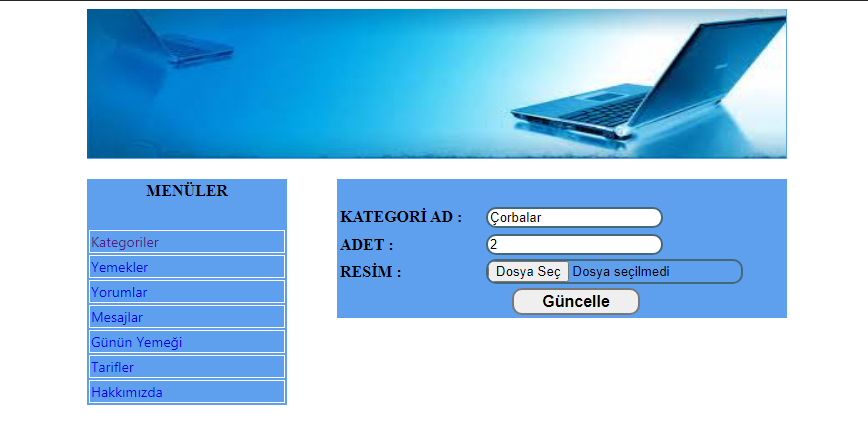 MENÜLER
Kategoriler
Yemekler
Yorumlar
Mesajlar
Günün Yemeği
Tarifler
Hakkımızda
KATEGORİ AD : Çorbalar
ADET : 2
RESİM : Dosya Seç Dosya seçilmedi
Güncelle